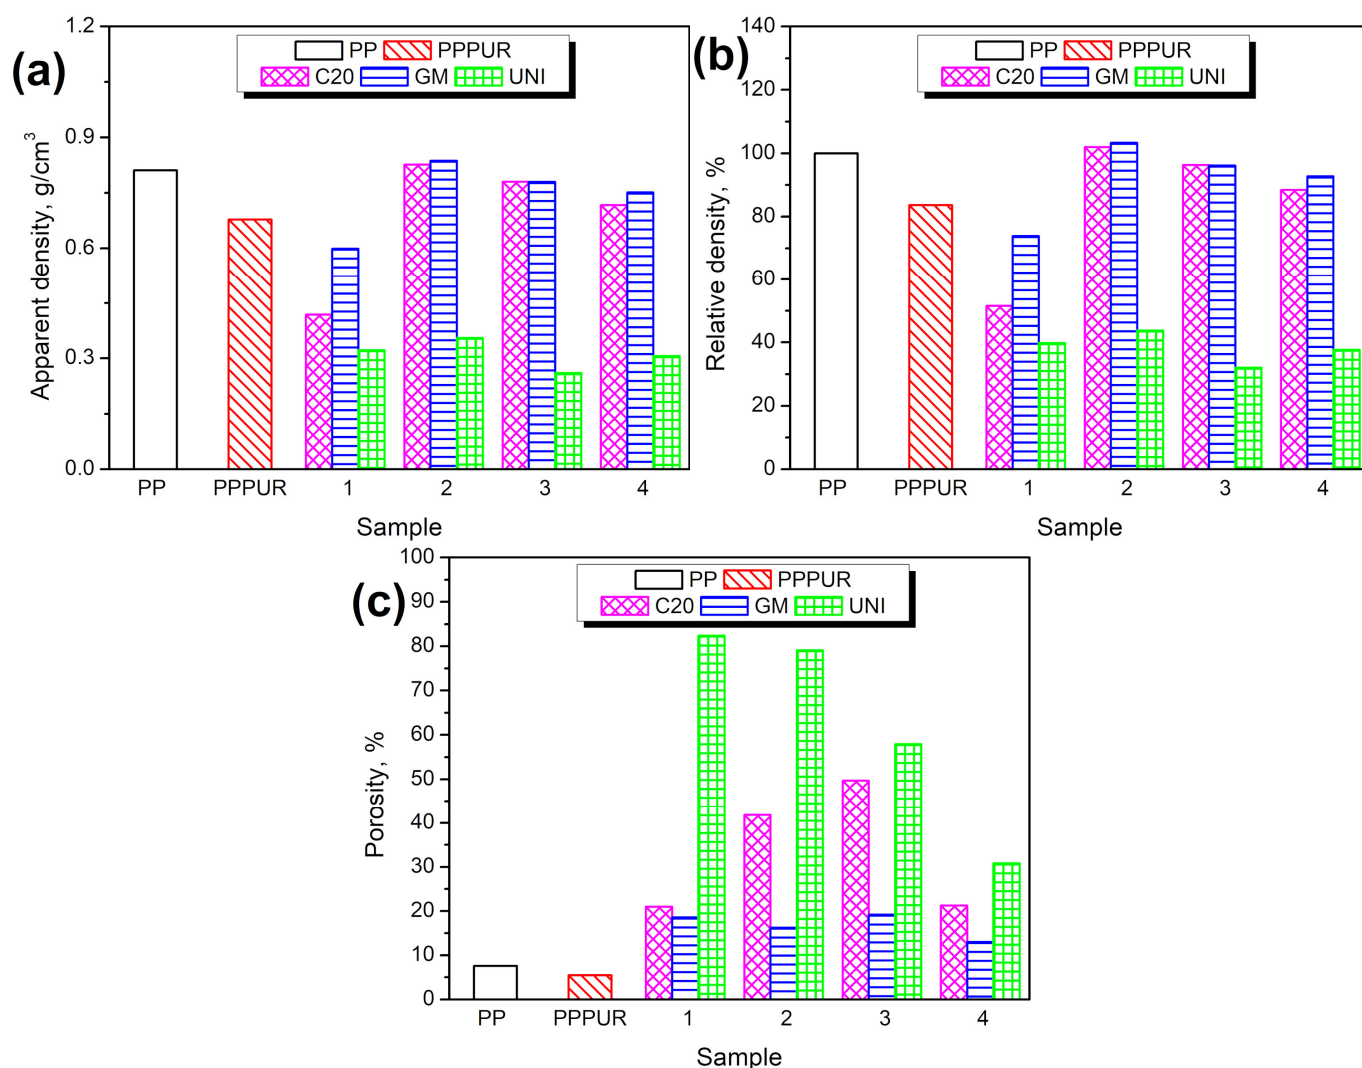 (a)
Apparent density, g/cm³
1.2
0.9
0.6
0.3
0.0
PP PPPUR
C20 GM UNI
PP PPPUR 1 2 3 4
Sample
(b)
Relative density, %
140
120
100
80
60
40
20
0
PP PPPUR
C20 GM UNI
PP PPPUR 1 2 3 4
Sample
(c)
Porosity, %
100
90
80
70
60
50
40
30
20
10
0
PP PPPUR
C20 GM UNI
PP PPPUR 1 2 3 4
Sample